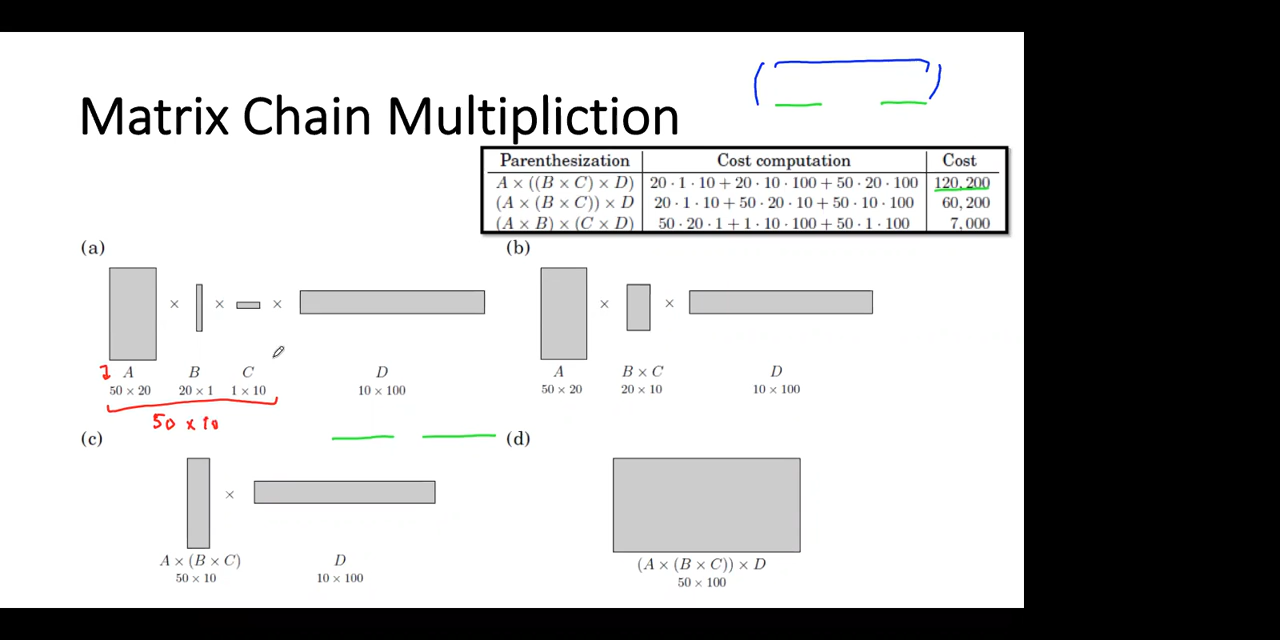 Matrix Chain Multipliction
Parenthesization Cost computation Cost
A × ((B × C) × D) 20 · 1 · 10 + 20 · 10 · 100 + 50 · 20 · 100 120, 200
(A × (B × C)) × D 20 · 1 · 10 + 50 · 20 · 10 + 50 · 10 · 100 60, 200
(A × B) × (C × D) 50 · 20 · 1 + 1 · 10 · 100 + 50 · 1 · 100 7, 000
(a)
× × ×
A B C D
50 × 20 20 × 1 1 × 10 10 × 100
50 × 10
(b)
× ×
A B × C D
50 × 20 20 × 10 10 × 100
(c)
×
A × (B × C) D
50 × 10 10 × 100
(d)
(A × (B × C)) × D
50 × 100